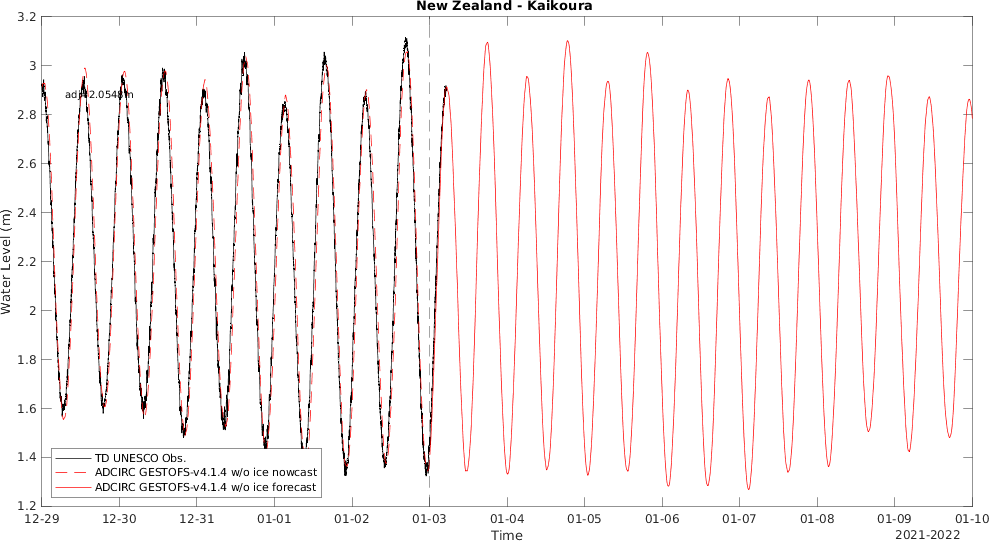 New Zealand - Kaikoura
3.2
3
2.8
2.6
2.4
2.2
2
1.8
1.6
1.4
1.2
Water Level (m)
TD UNESCO Obs.
ADCIRC GESTOFS-v4.1.4 w/o ice nowcast
ADCIRC GESTOFS-v4.1.4 w/o ice forecast
12-29 12-30 12-31 01-01 01-02 01-03 01-04 01-05 01-06 01-07 01-08 01-09 01-10
Time
2021-2022